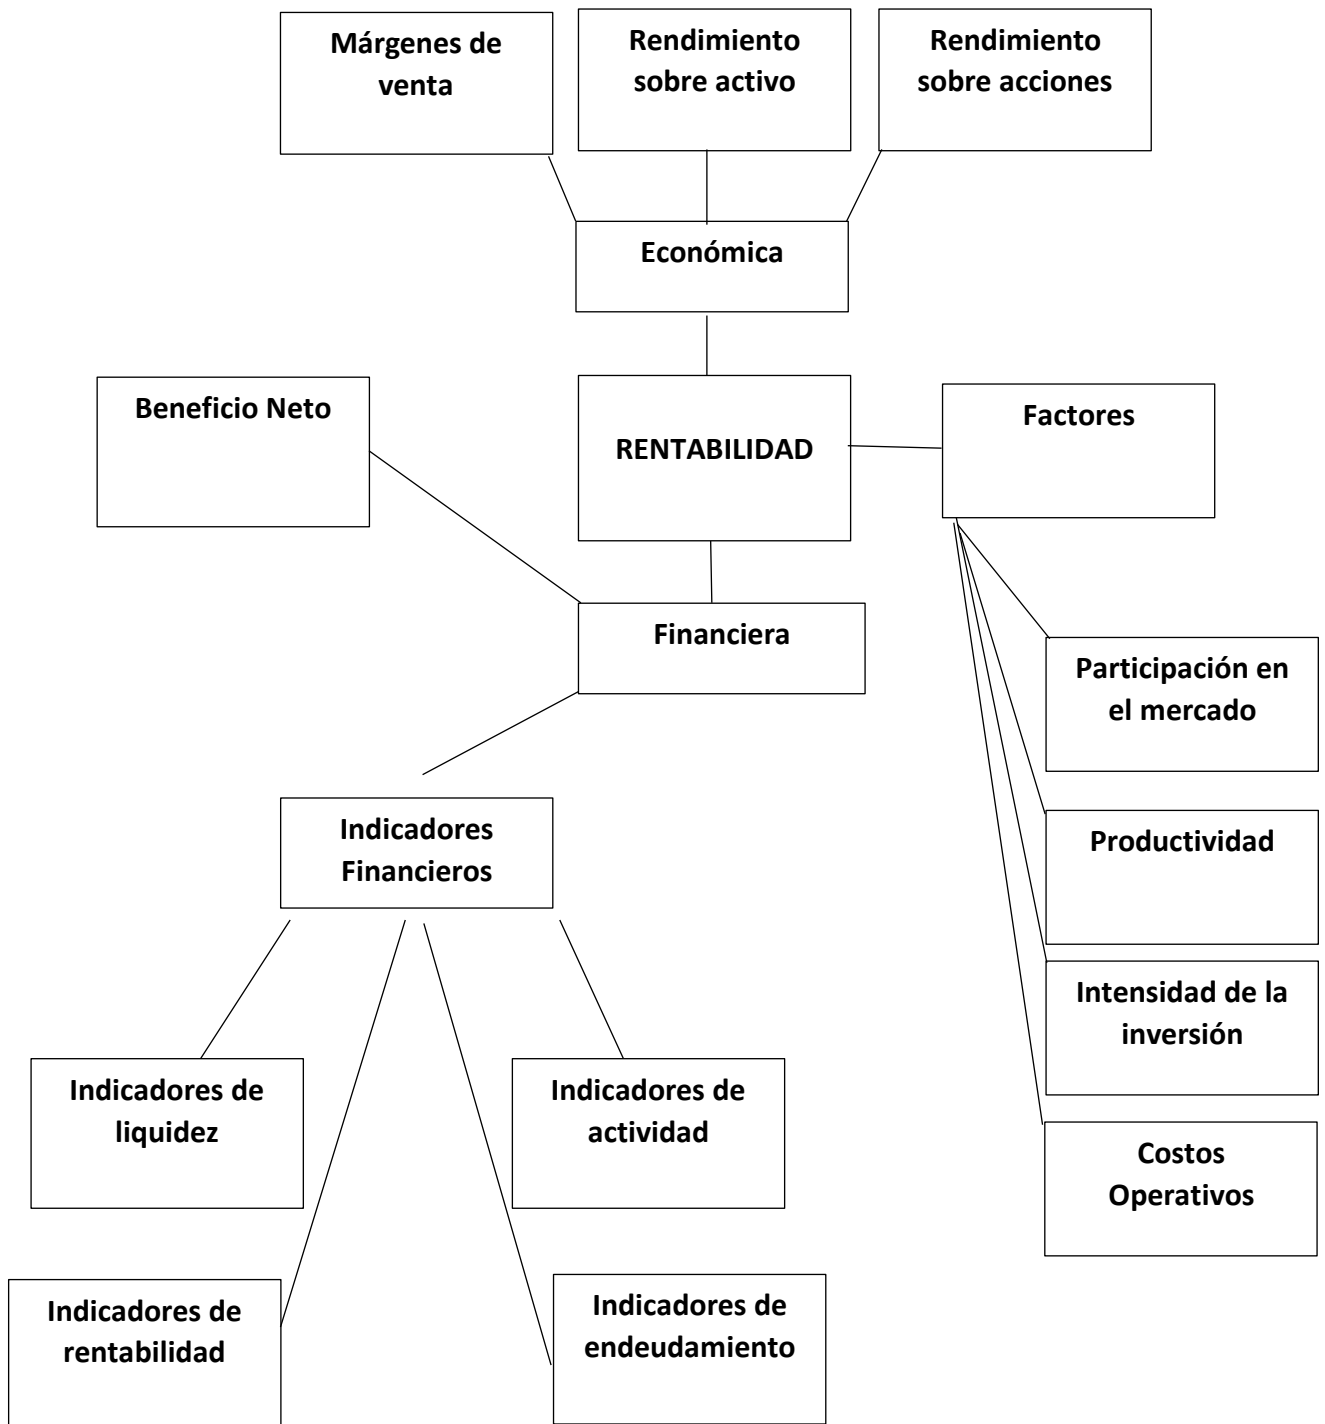 Márgenes de
venta
Rendimiento
sobre activo
Rendimiento
sobre acciones
Económica
Beneficio Neto
RENTABILIDAD
Factores
Financiera
Participación en
el mercado
Indicadores
Financieros
Productividad
Intensidad de la
inversión
Indicadores de
liquidez
Indicadores de
actividad
Costos
Operativos
Indicadores de
rentabilidad
Indicadores de
endeudamiento